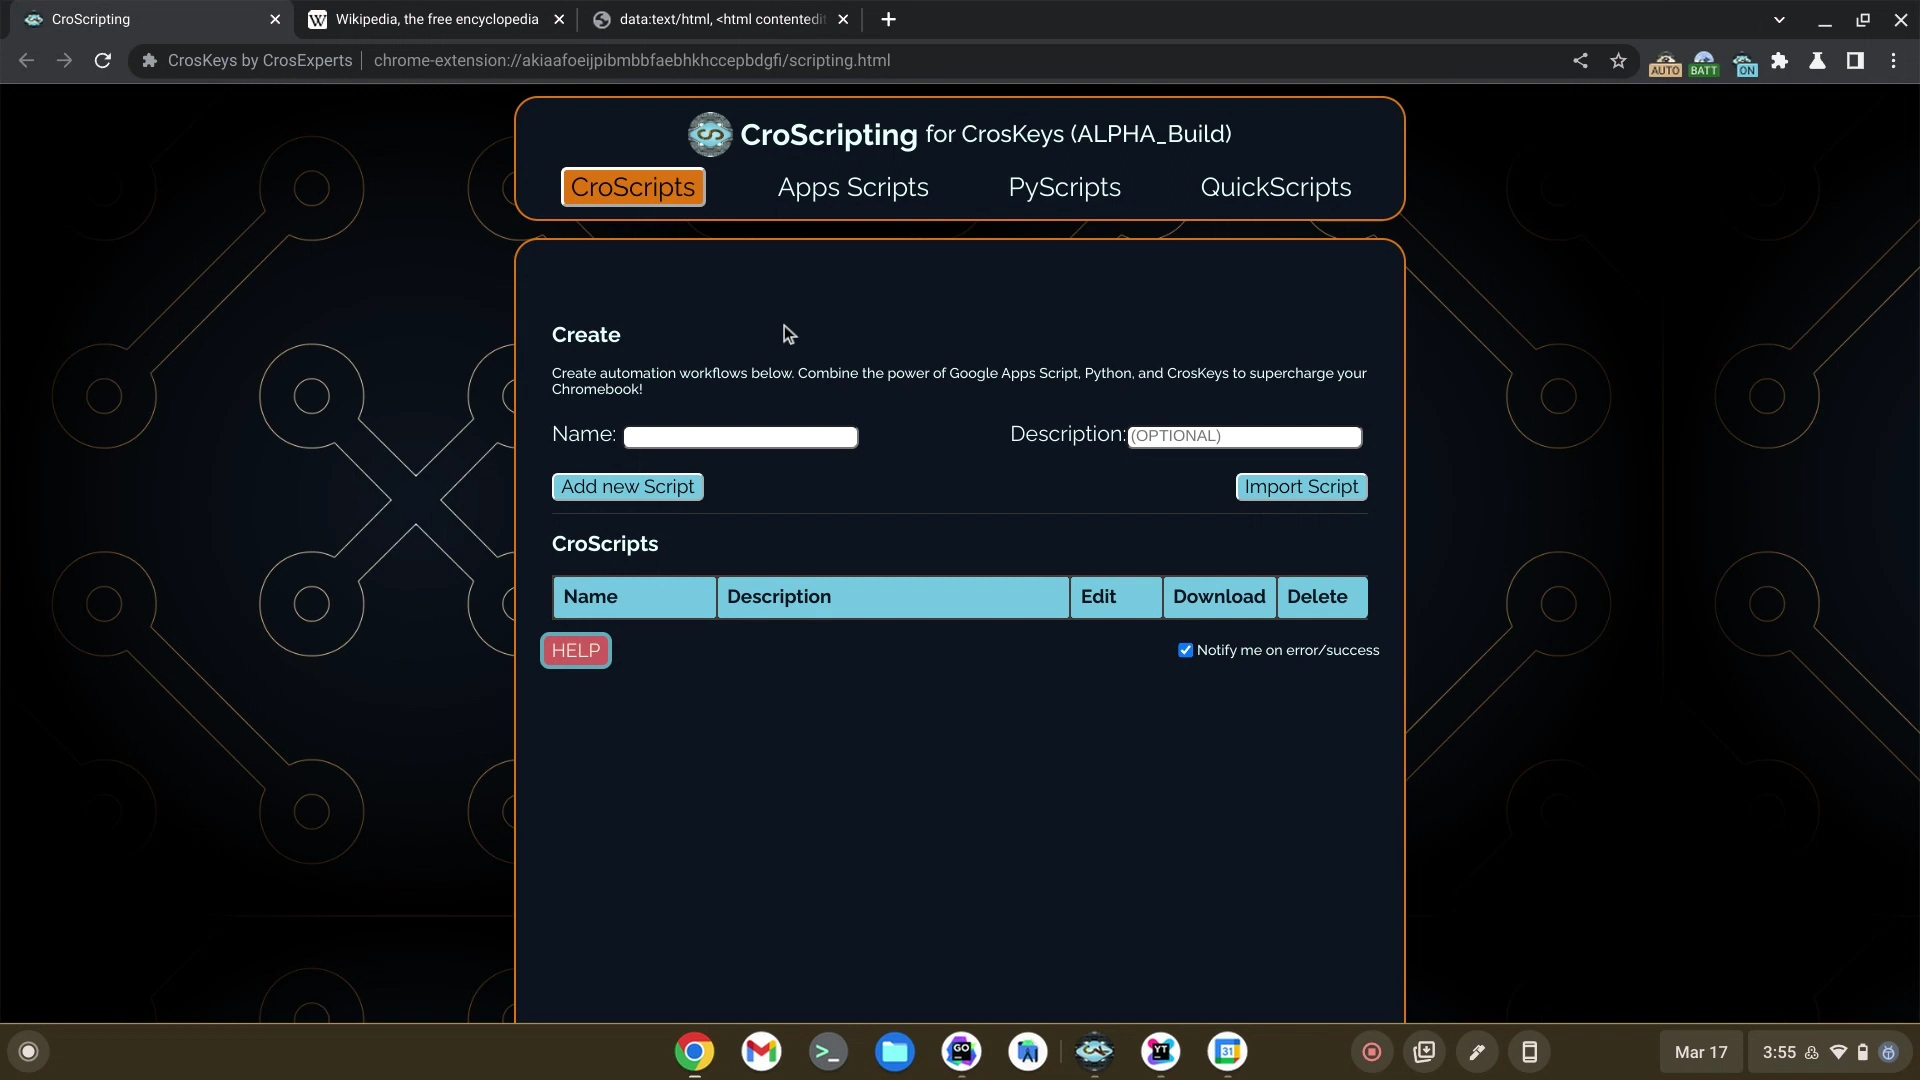 CroScripting
Wikipedia, the free encyclopedia
data:text/html, <html contentedi
CrosKeys by CrosExperts
chrome-extension://akiaafoeijpibmbbfaebhkhccepbdgfi/scripting.html
AUTO
BATT
ON
CroScripting for CrosKeys (ALPHA_Build)
CroScripts
Apps Scripts
PyScripts
QuickScripts
Create
Create automation workflows below. Combine the power of Google Apps Script, Python, and CrosKeys to supercharge your
Chromebook!
Name:
Description: (OPTIONAL)
Add new Script
Import Script
CroScripts
Name Description Edit Download Delete
HELP
Notify me on error/success
GO
YT
31
Mar 17
3:55